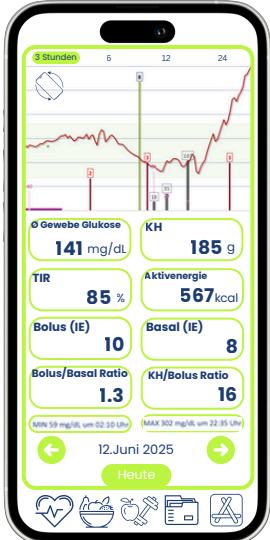 3 Stunden 6 12 24
Ø Gewebe Glukose
141 mg/dL
KH
185 g
TIR
85 %
Aktivenergie
567kcal
Bolus (IE)
10
Basal (IE)
8
Bolus/Basal Ratio
1.3
KH/Bolus Ratio
16
MIN 59 mg/dL um 02:10 Uhr
MAX 302 mg/dL um 22:35 Uhr
12.Juni 2025
Heute